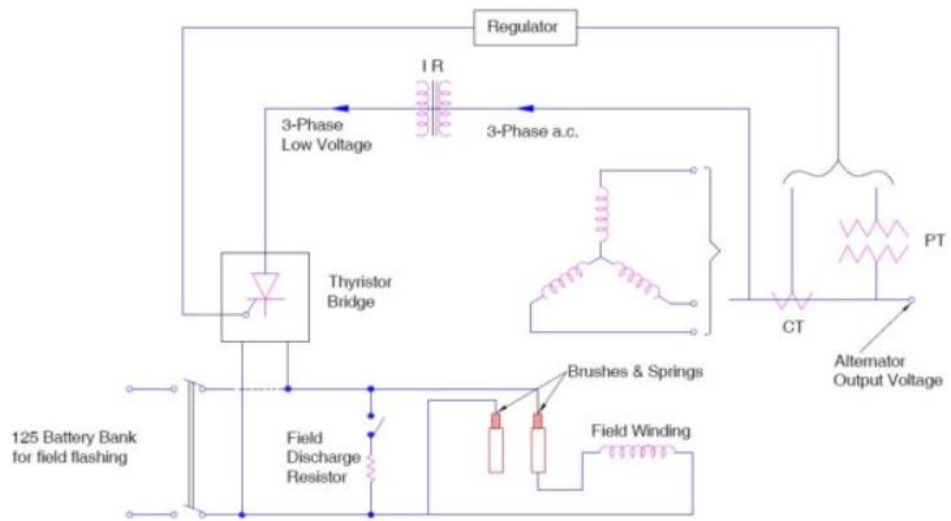 Regulator
I R
3-Phase
Low Voltage
3-Phase a.c.
PT
Thyristor
Bridge
CT
Alternator
Output Voltage
Brushes & Springs
125 Battery Bank
for field flashing
Field
Discharge
Resistor
Field Winding